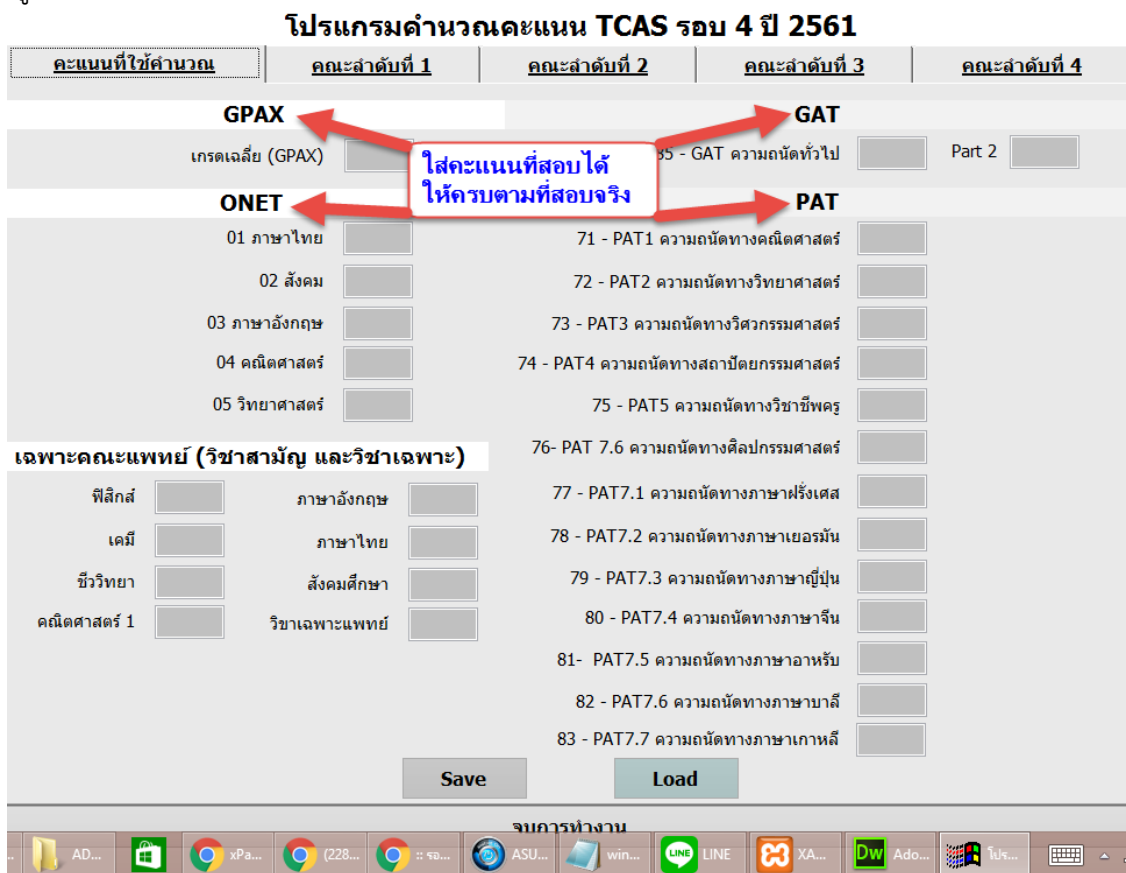 โปรแกรมคำนวณคะแนน TCAS รอบ 4 ปี 2561
คะแนนที่ใช้คำนวณ
คณะลำดับที่ 1
คณะลำดับที่ 2
คณะลำดับที่ 3
คณะลำดับที่ 4
GPAX
GAT
เกรดเฉลี่ย (GPAX)
85 - GAT ความถนัดทั่วไป
Part 2
ใส่คะแนนที่สอบได้
ให้ครบตามที่สอบจริง
ONET
PAT
01 ภาษาไทย
71 - PAT1 ความถนัดทางคณิตศาสตร์
02 สังคม
72 - PAT2 ความถนัดทางวิทยาศาสตร์
03 ภาษาอังกฤษ
73 - PAT3 ความถนัดทางวิศวกรรมศาสตร์
04 คณิตศาสตร์
74 - PAT4 ความถนัดทางสถาปัตยกรรมศาสตร์
05 วิทยาศาสตร์
75 - PAT5 ความถนัดทางวิชาชีพครู
เฉพาะคณะแพทย์ (วิชาสามัญ และวิชาเฉพาะ)
76- PAT 7.6 ความถนัดทางศิลปกรรมศาสตร์
ฟิสิกส์
ภาษาอังกฤษ
77 - PAT7.1 ความถนัดทางภาษาฝรั่งเศส
เคมี
ภาษาไทย
78 - PAT7.2 ความถนัดทางภาษาเยอรมัน
ชีววิทยา
สังคมศึกษา
79 - PAT7.3 ความถนัดทางภาษาญี่ปุ่น
คณิตศาสตร์ 1
วิขาเฉพาะแพทย์
80 - PAT7.4 ความถนัดทางภาษาจีน
81- PAT7.5 ความถนัดทางภาษาอาหรับ
82 - PAT7.6 ความถนัดทางภาษาบาลี
83 - PAT7.7 ความถนัดทางภาษาเกาหลี
Save
Load
จบการทำงาน
AD...
xPa...
(228...
:: รอ...
ASU...
win...
LINE
LINE
XA...
Dw
Ado...
โปร...